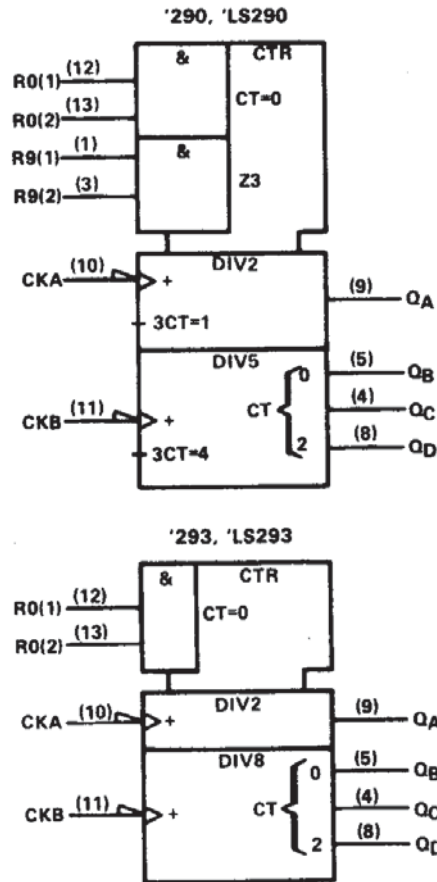 '290, 'LS290
& CTR
R0(1) (12)
CT=0
R0(2) (13)
R9(1) (1)
&
R9(2) (3)
Z3
DIV2
CKA (10) +
(9) QA
3CT=1
DIV5
0 (5) QB
CKB (11) + CT (4) QC
3CT=4
2 (8) QD
'293, 'LS293
& CTR
R0(1) (12)
CT=0
R0(2) (13)
DIV2
CKA (10) + (9) QA
DIV8
0 (5) QB
CKB (11) + CT (4) QC
2 (8) QD